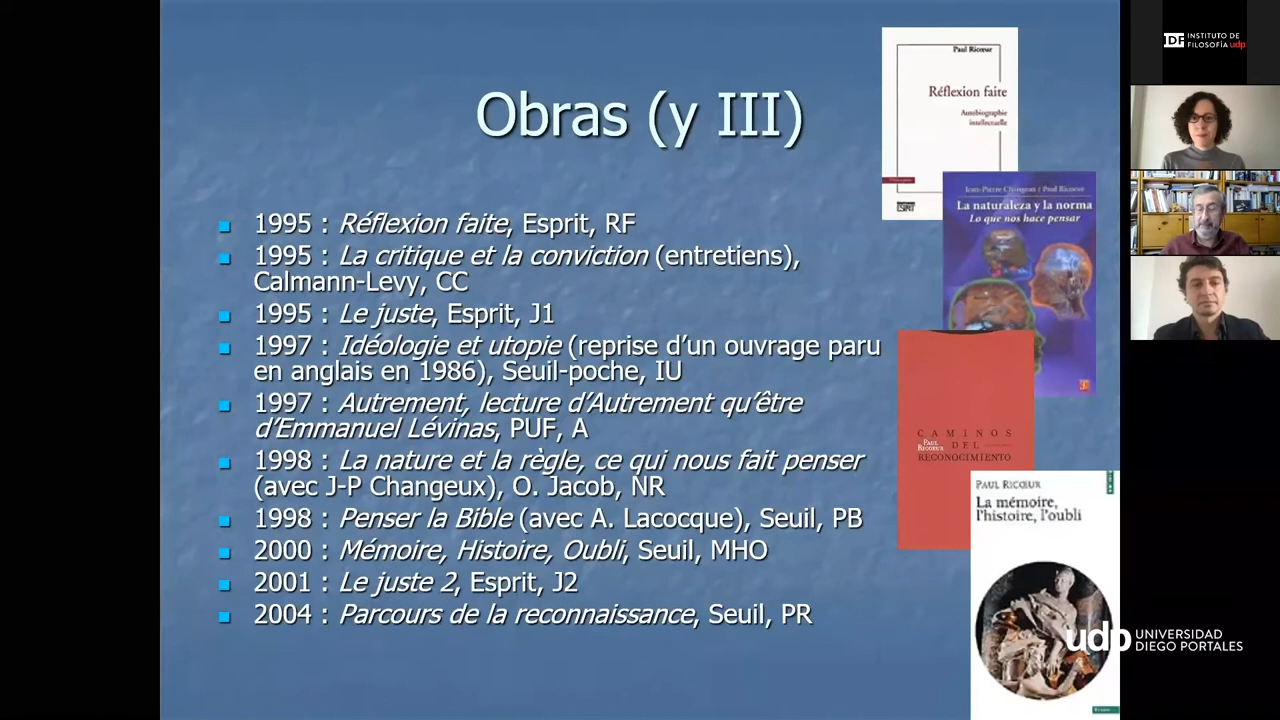 Obras (y III)
1995 : Réflexion faite, Esprit, RF
1995 : La critique et la conviction (entretiens),
Calmann-Levy, CC
1995 : Le juste, Esprit, J1
1997 : Idéologie et utopie (reprise d’un ouvrage paru
en anglais en 1986), Seuil-poche, IU
1997 : Autrement, lecture d’Autrement qu’être
d’Emmanuel Lévinas, PUF, A
1998 : La nature et la règle, ce qui nous fait penser
(avec J-P Changeux), O. Jacob, NR
1998 : Penser la Bible (avec A. Lacocque), Seuil, PB
2000 : Mémoire, Histoire, Oubli, Seuil, MHO
2001 : Le juste 2, Esprit, J2
2004 : Parcours de la reconnaissance, Seuil, PR
Paul Ricœur
Réflexion faite
Autobiographie
intellectuelle
Jean-Pierre Changeux / Paul Ricoeur
La naturaleza y la norma
Lo que nos hace pensar
CAMINOS
PAUL
RICOEUR
DEL
RECONOCIMIENTO
PAUL RICŒUR
La mémoire,
l'histoire, l'oubli
IDF INSTITUTO DE
FILOSOFÍA udp
udp UNIVERSIDAD
DIEGO PORTALES